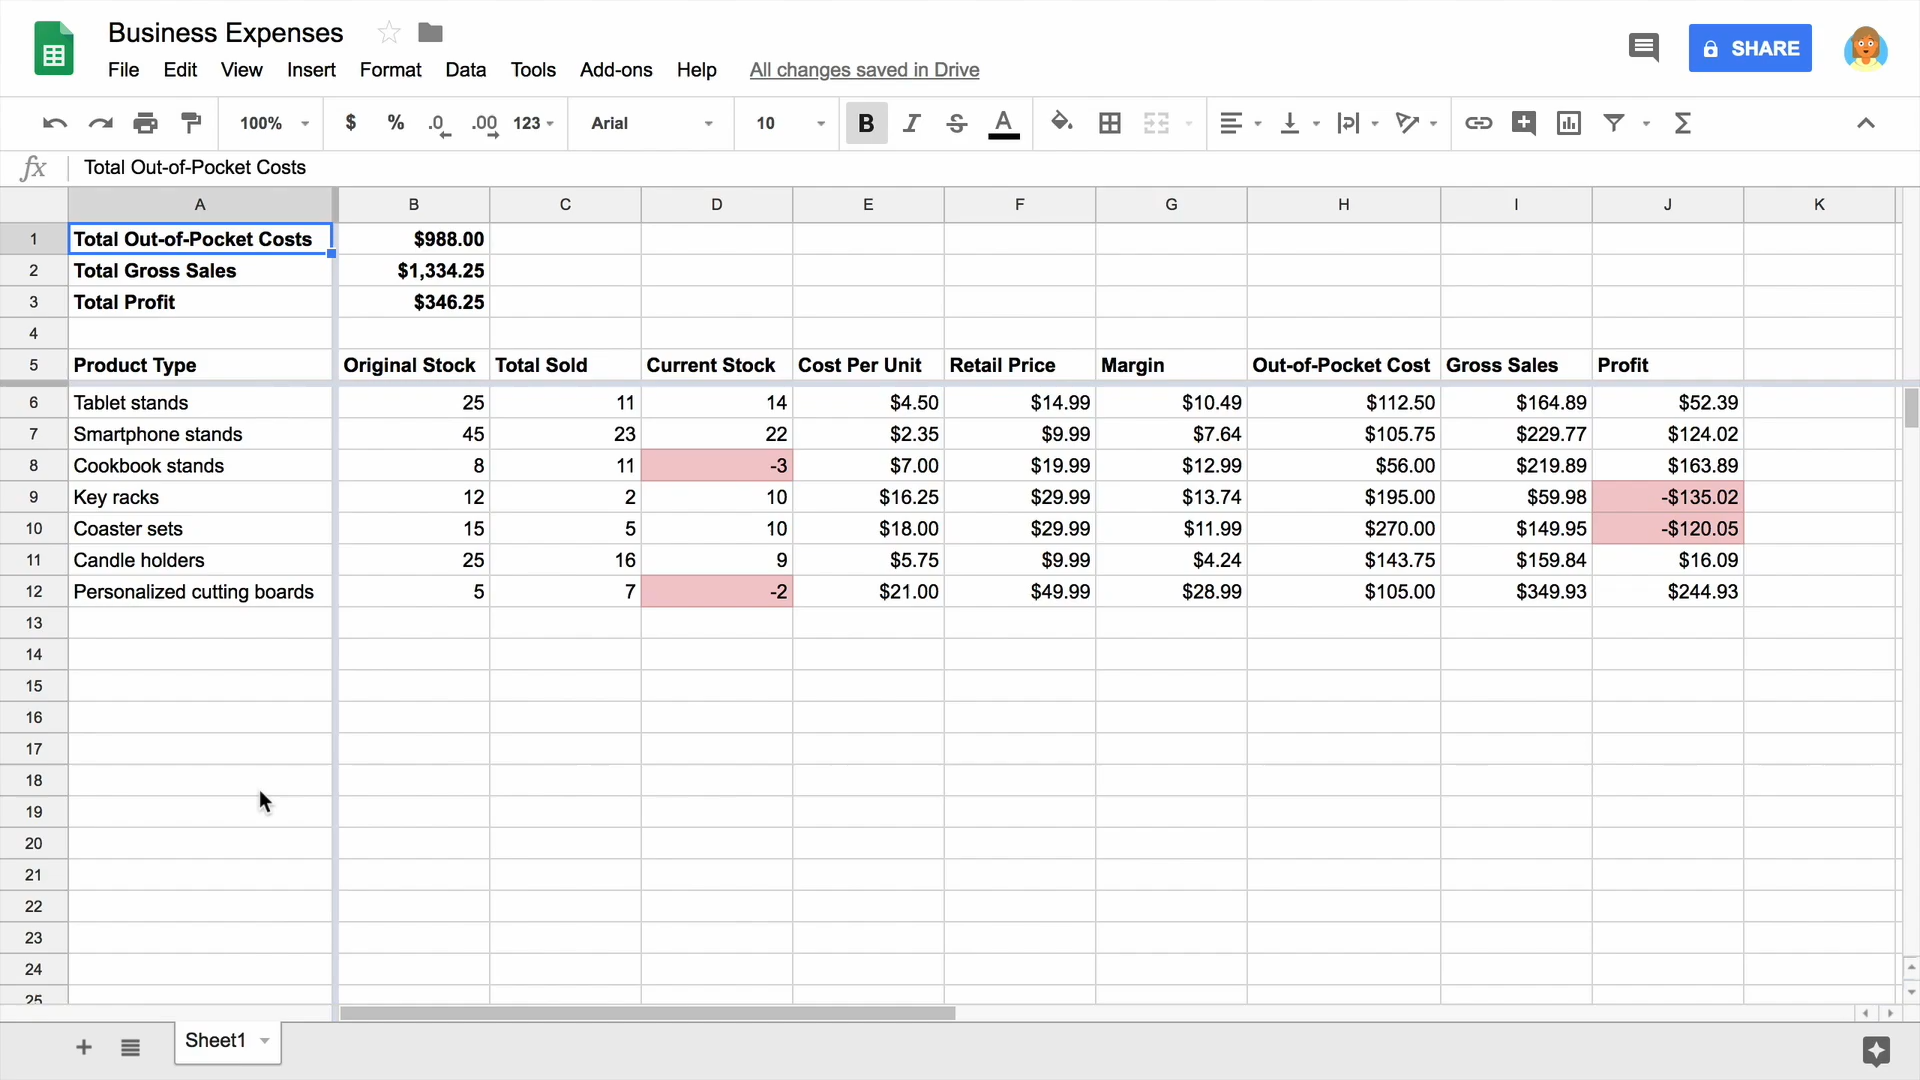 Business Expenses
File Edit View Insert Format Data Tools Add-ons Help All changes saved in Drive
SHARE
100% $ % .0 .00 123 Arial 10 B I S A Σ
fx Total Out-of-Pocket Costs
A B C D E F G H I J K
1 Total Out-of-Pocket Costs $988.00
2 Total Gross Sales $1,334.25
3 Total Profit $346.25
4
5 Product Type Original Stock Total Sold Current Stock Cost Per Unit Retail Price Margin Out-of-Pocket Cost Gross Sales Profit
6 Tablet stands 25 11 14 $4.50 $14.99 $10.49 $112.50 $164.89 $52.39
7 Smartphone stands 45 23 22 $2.35 $9.99 $7.64 $105.75 $229.77 $124.02
8 Cookbook stands 8 11 -3 $7.00 $19.99 $12.99 $56.00 $219.89 $163.89
9 Key racks 12 2 10 $16.25 $29.99 $13.74 $195.00 $59.98 -$135.02
10 Coaster sets 15 5 10 $18.00 $29.99 $11.99 $270.00 $149.95 -$120.05
11 Candle holders 25 16 9 $5.75 $9.99 $4.24 $143.75 $159.84 $16.09
12 Personalized cutting boards 5 7 -2 $21.00 $49.99 $28.99 $105.00 $349.93 $244.93
13
14
15
16
17
18
19
20
21
22
23
24
25
Sheet1